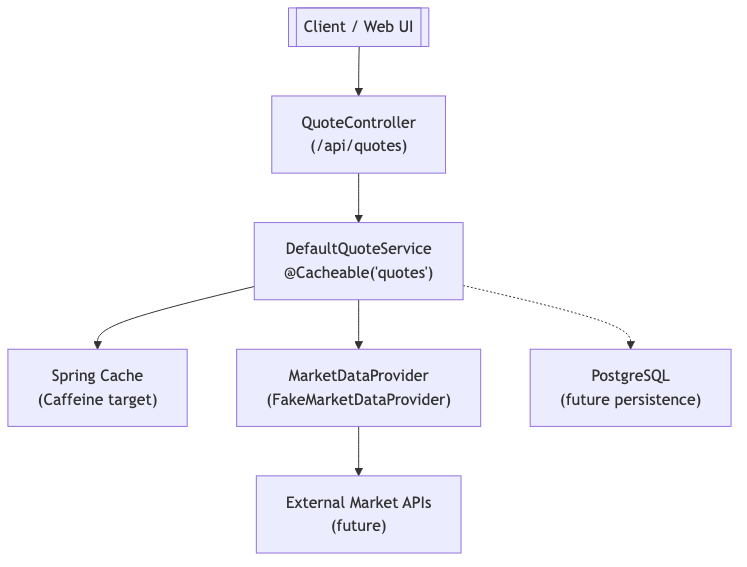 Client / Web UI
QuoteController
(/api/quotes)
DefaultQuoteService
@Cacheable('quotes')
Spring Cache
(Caffeine target)
MarketDataProvider
(FakeMarketDataProvider)
PostgreSQL
(future persistence)
External Market APIs
(future)